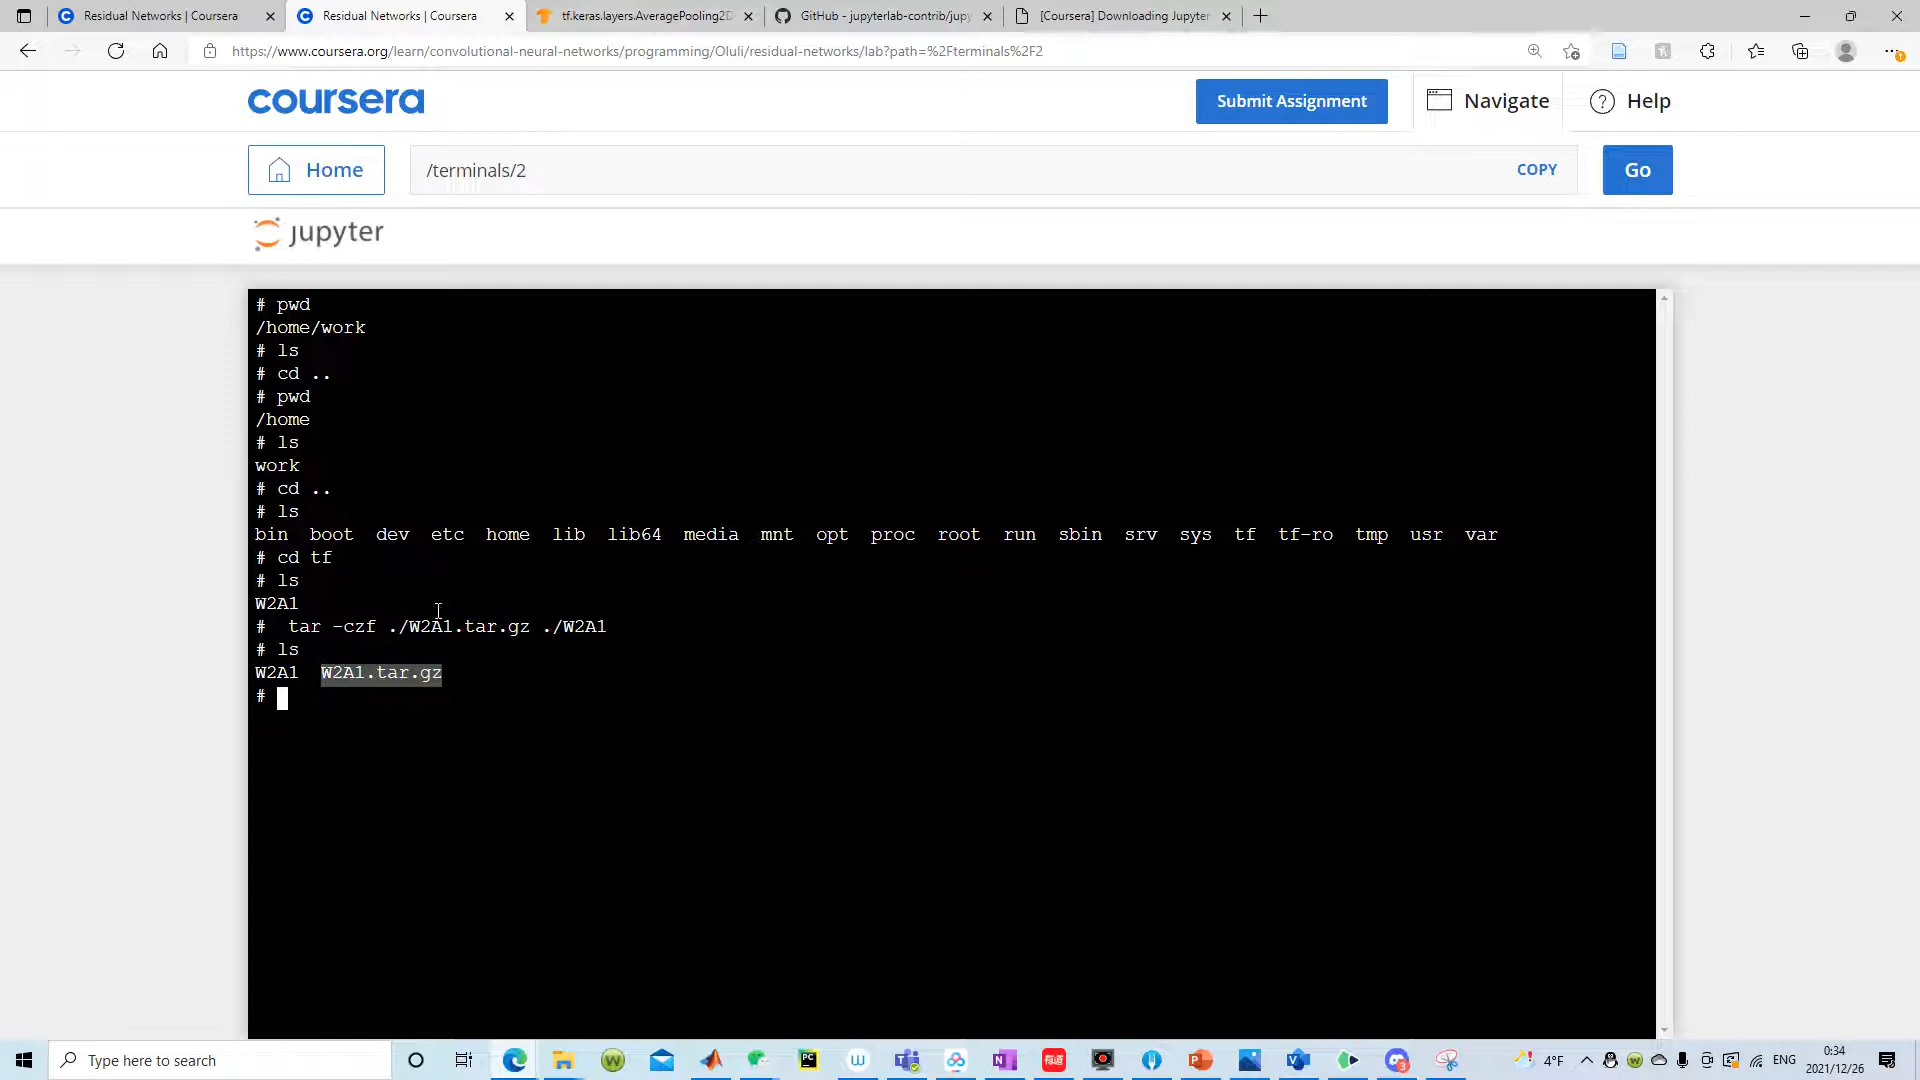 Residual Networks | Coursera
Residual Networks | Coursera
tf.keras.layers.AveragePooling2D
GitHub - jupyterlab-contrib/jupy
[Coursera] Downloading Jupyter
https://www.coursera.org/learn/convolutional-neural-networks/programming/Oluli/residual-networks/lab?path=%2Fterminals%2F2
coursera
Submit Assignment
Navigate
? Help
Home
/terminals/2
COPY
Go
jupyter
# pwd
/home/work
# ls
# cd ..
# pwd
/home
# ls
work
# cd ..
# ls
bin boot dev etc home lib lib64 media mnt opt proc root run sbin srv sys tf tf-ro tmp usr var
# cd tf
# ls
W2A1
# tar -czf ./W2A1.tar.gz ./W2A1
# ls
W2A1 W2A1.tar.gz
#
Type here to search
4°F
ENG
0:34
2021/12/26